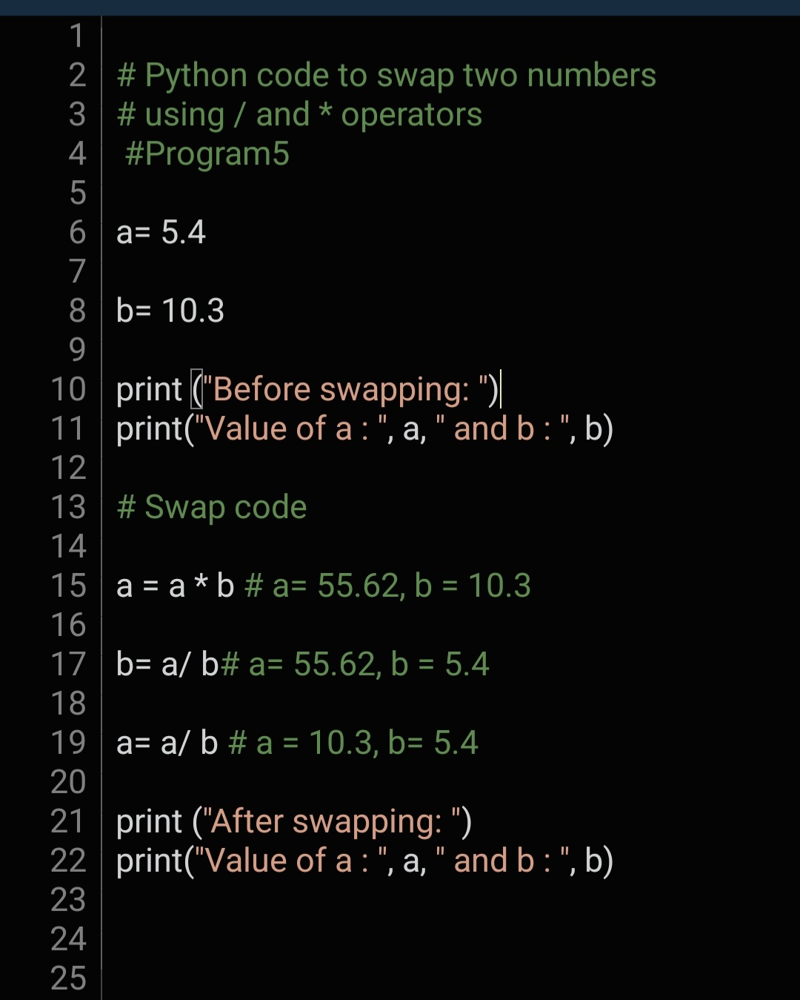 1
2 # Python code to swap two numbers
3 # using / and * operators
4  #Program5
5
6 a= 5.4
7
8 b= 10.3
9
10 print ("Before swapping: ")
11 print("Value of a : ", a, " and b : ", b)
12
13 # Swap code
14
15 a = a * b # a= 55.62, b = 10.3
16
17 b= a/ b# a= 55.62, b = 5.4
18
19 a= a/ b # a = 10.3, b= 5.4
20
21 print ("After swapping: ")
22 print("Value of a : ", a, " and b : ", b)
23
24
25